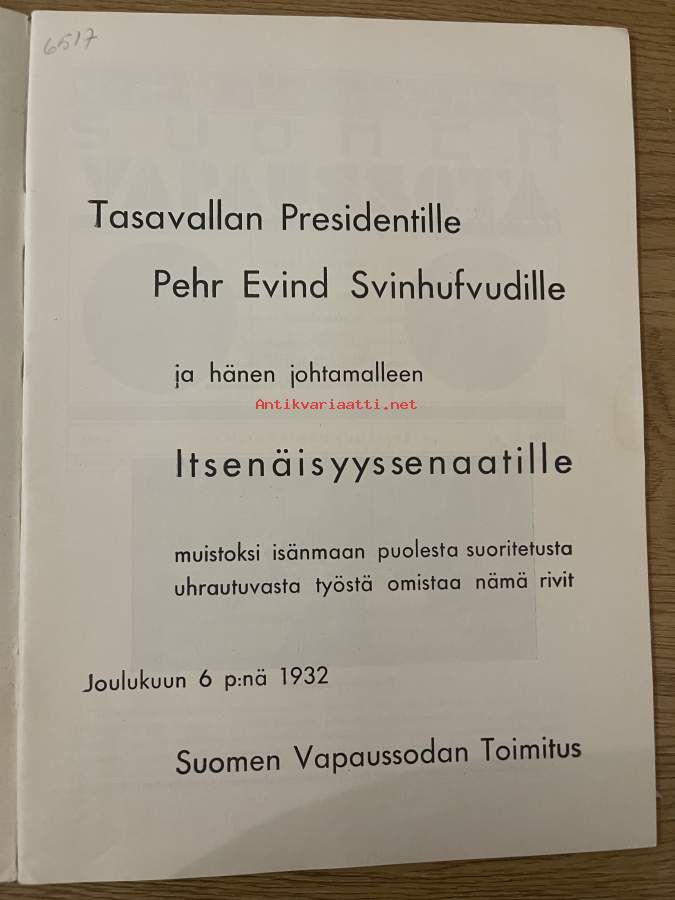 6517
Tasavallan Presidentille
Pehr Evind Svinhufvudille
ja hänen johtamalleen
Antikvariaatti.net
Itsenäisyyssenaatille
muistoksi isänmaan puolesta suoritetusta
uhrautuvasta työstä omistaa nämä rivit
Joulukuun 6 p:nä 1932
Suomen Vapaussodan Toimitus